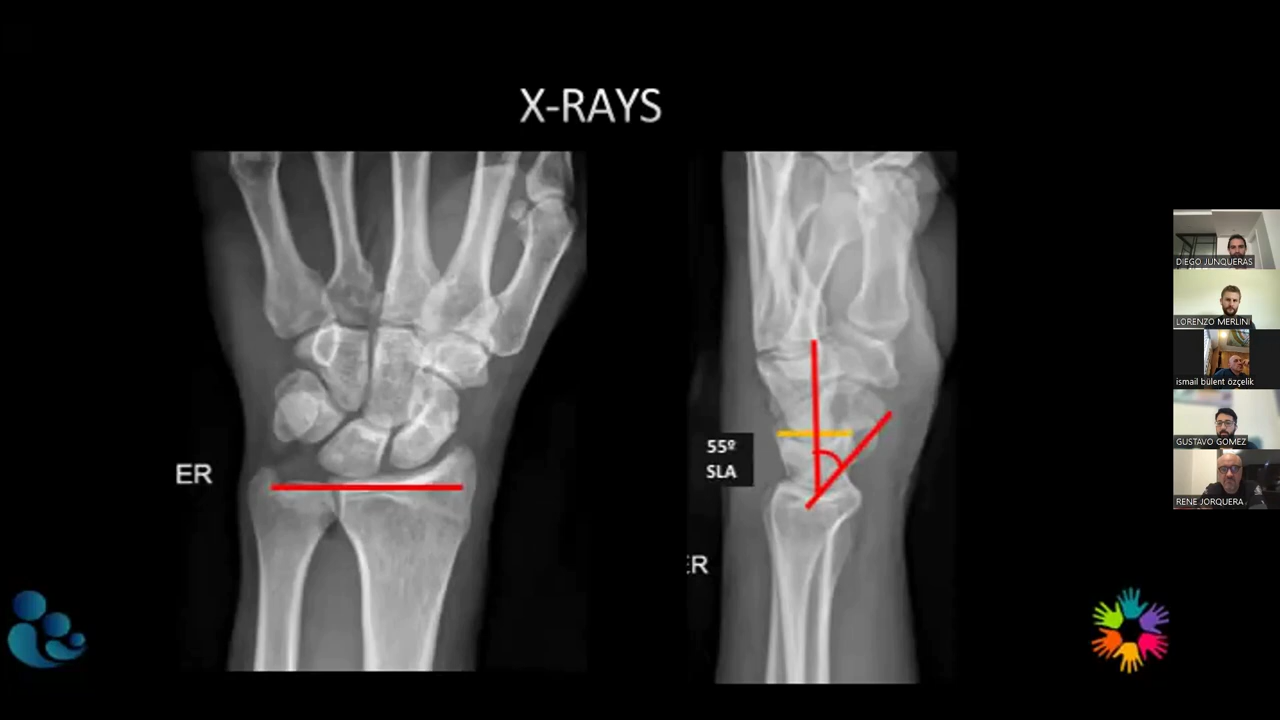 X-RAYS
ER
55º
SLA
ER
DIEGO JUNQUERAS
LORENZO MERLINI
ismail bülent özçelik
GUSTAVO GOMEZ
RENE JORQUERA